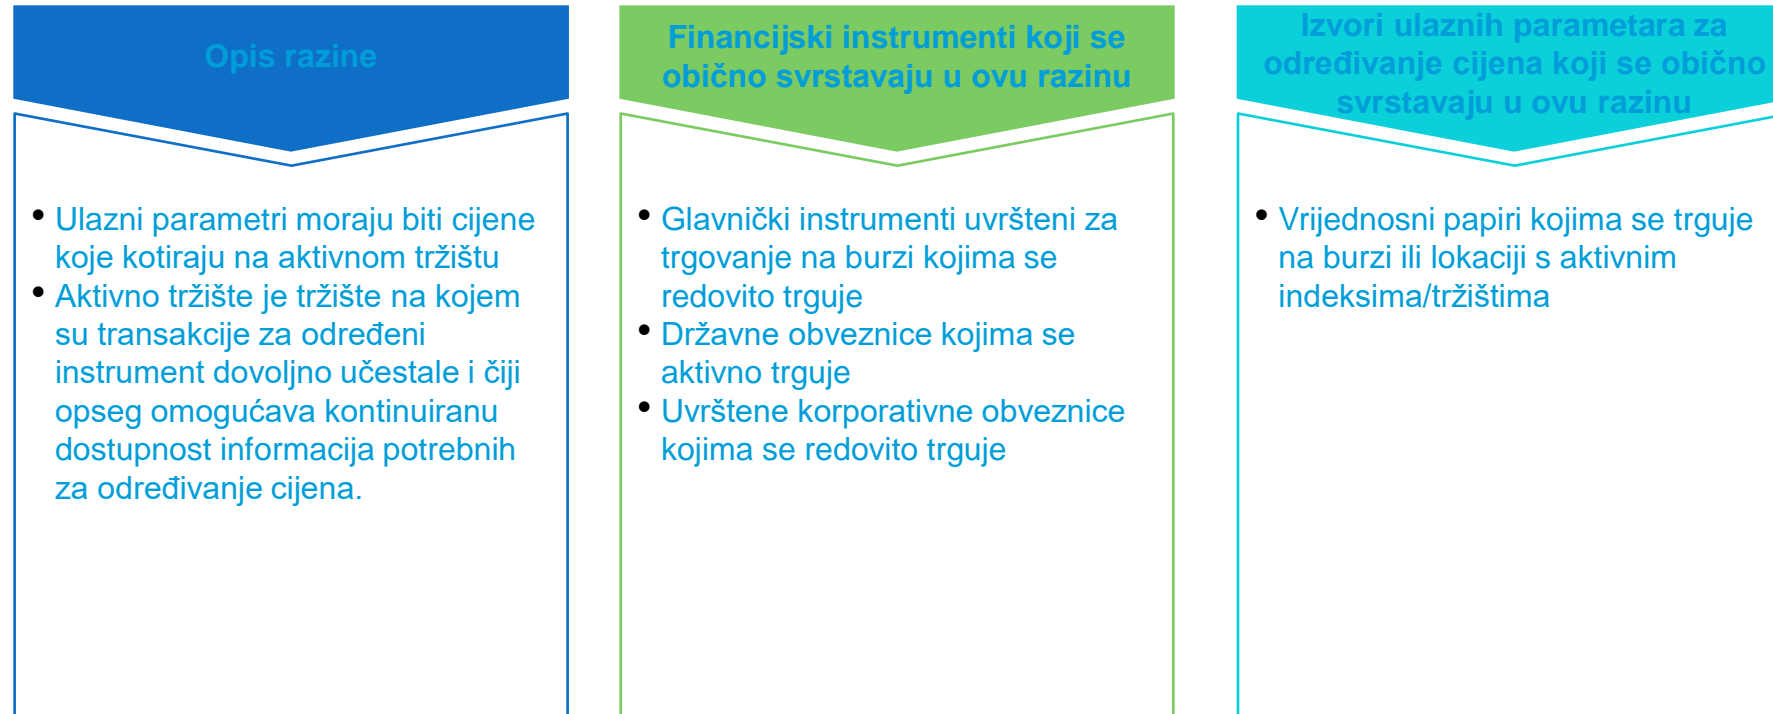 Opis razine
• Ulazni parametri moraju biti cijene
koje kotiraju na aktivnom tržištu
• Aktivno tržište je tržište na kojem
su transakcije za određeni
instrument dovoljno učestale i čiji
opseg omogućava kontinuiranu
dostupnost informacija potrebnih
za određivanje cijena.
Financijski instrumenti koji se
obično svrstavaju u ovu razinu
• Glavnički instrumenti uvršteni za
trgovanje na burzi kojima se
redovito trguje
• Državne obveznice kojima se
aktivno trguje
• Uvrštene korporativne obveznice
kojima se redovito trguje
Izvori ulaznih parametara za
određivanje cijena koji se obično
svrstavaju u ovu razinu
• Vrijednosni papiri kojima se trguje
na burzi ili lokaciji s aktivnim
indeksima/tržištima